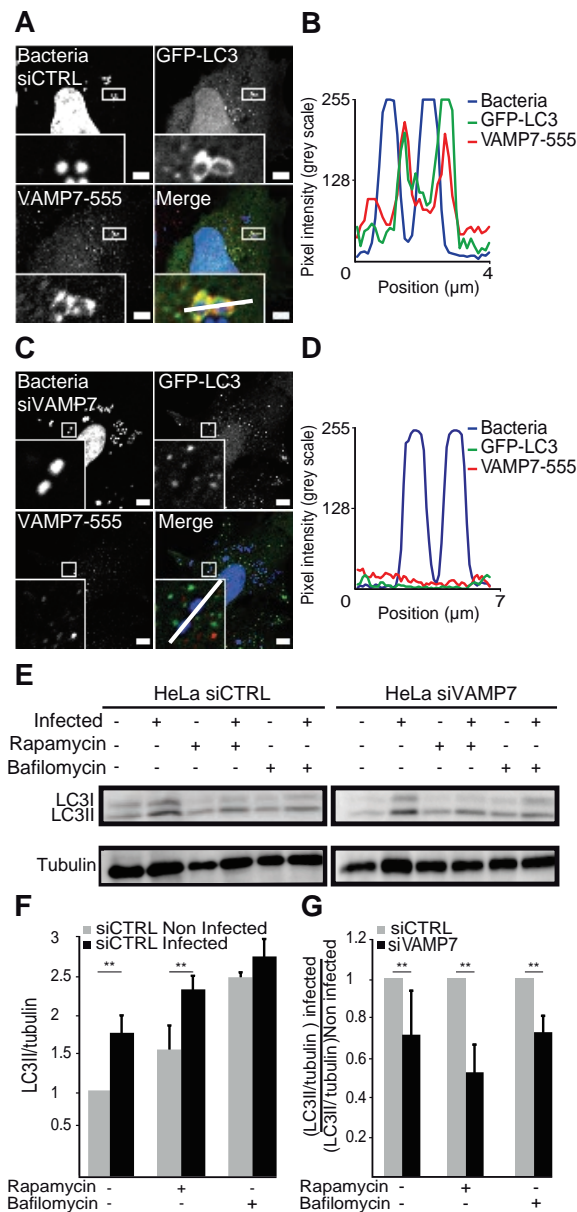 A
Bacteria
siCTRL
GFP-LC3
VAMP7-555
Merge
B
255
128
0
4
Pixel intensity (grey scale)
Position (µm)
Bacteria
GFP-LC3
VAMP7-555
C
Bacteria
siVAMP7
GFP-LC3
VAMP7-555
Merge
D
255
128
0
7
Pixel intensity (grey scale)
Position (µm)
Bacteria
GFP-LC3
VAMP7-555
E
HeLa siCTRL HeLa siVAMP7
Infected - + - + - + - + - + - +
Rapamycin - - + + - - - - + + - -
Bafilomycin - - - - + + - - - - + +
LC3I
LC3II
Tubulin
F
siCTRL Non Infected
siCTRL Infected
3
2.5
2
1.5
1
0.5
LC3II/tubulin
** **
Rapamycin - + -
Bafilomycin - - +
G
siCTRL
siVAMP7
1
0.8
0.6
0.4
0.2
(LC3II/tubulin ) infected
(LC3II/ tubulin )Non infected
** ** **
Rapamycin - + -
Bafilomycin - - +